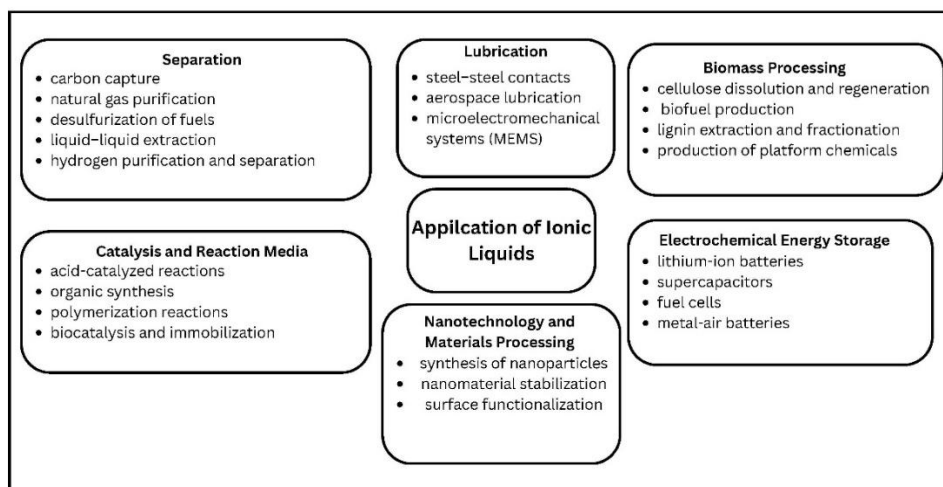 Separation
• carbon capture
• natural gas purification
• desulfurization of fuels
• liquid–liquid extraction
• hydrogen purification and separation
Lubrication
• steel–steel contacts
• aerospace lubrication
• microelectromechanical
systems (MEMS)
Biomass Processing
• cellulose dissolution and regeneration
• biofuel production
• lignin extraction and fractionation
• production of platform chemicals
Appilcation of Ionic
Liquids
Catalysis and Reaction Media
• acid-catalyzed reactions
• organic synthesis
• polymerization reactions
• biocatalysis and immobilization
Electrochemical Energy Storage
• lithium-ion batteries
• supercapacitors
• fuel cells
• metal-air batteries
Nanotechnology and
Materials Processing
• synthesis of nanoparticles
• nanomaterial stabilization
• surface functionalization